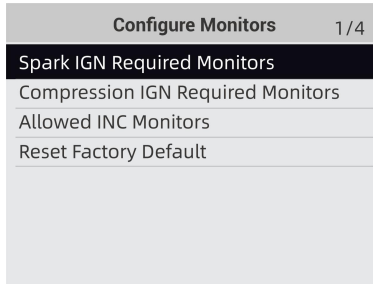 Configure Monitors 1/4
Spark IGN Required Monitors
Compression IGN Required Monitors
Allowed INC Monitors
Reset Factory Default